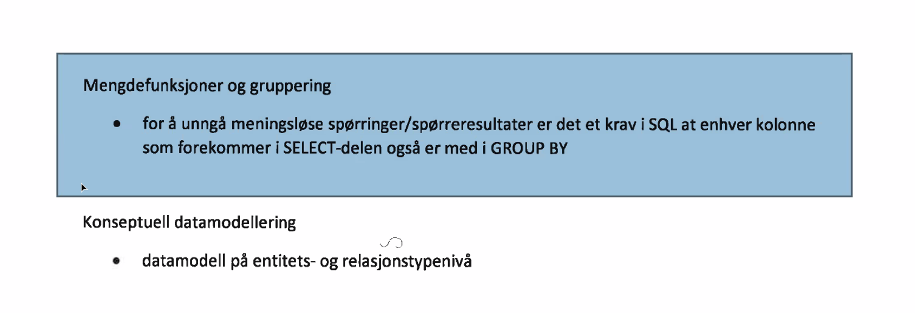 Mengdefunksjoner og gruppering
• for å unngå meningsløse spørringer/spørreresultater er det et krav i SQL at enhver kolonne
som forekommer i SELECT-delen også er med i GROUP BY
Konseptuell datamodellering
• datamodell på entitets- og relasjonstypenivå